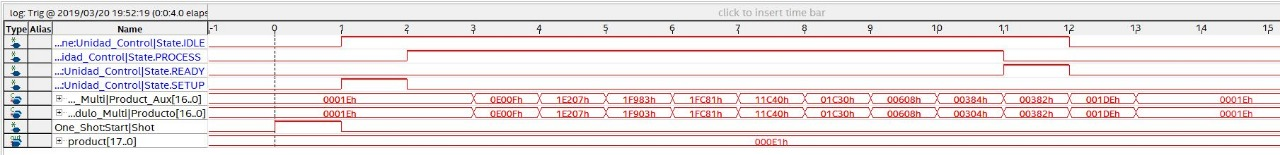 log: Trig @ 2019/03/20 19:52:19 (0:0:4.0 elaps
click to insert time bar
Type Alias Name -1 0 1 2 3 4 5 6 7 8 9 10 11 12 13 14 15
...ne:Unidad_Control|State.IDLE
...idad_Control|State.PROCESS
...:Unidad_Control|State.READY
...:Unidad_Control|State.SETUP
..._Multi|Product_Aux[16..0] 0001Eh 0E00Fh 1E207h 1F983h 1FC81h 11C40h 01C30h 00608h 00384h 00382h 001DEh 0001Eh
...dulo_Multi|Producto[16..0] 0001Eh 0E00Fh 1E207h 1F903h 1FC81h 11C40h 01C30h 00608h 00304h 00382h 001DEh 0001Eh
One_ShotStart|Shot
product[17..0] 000E1h